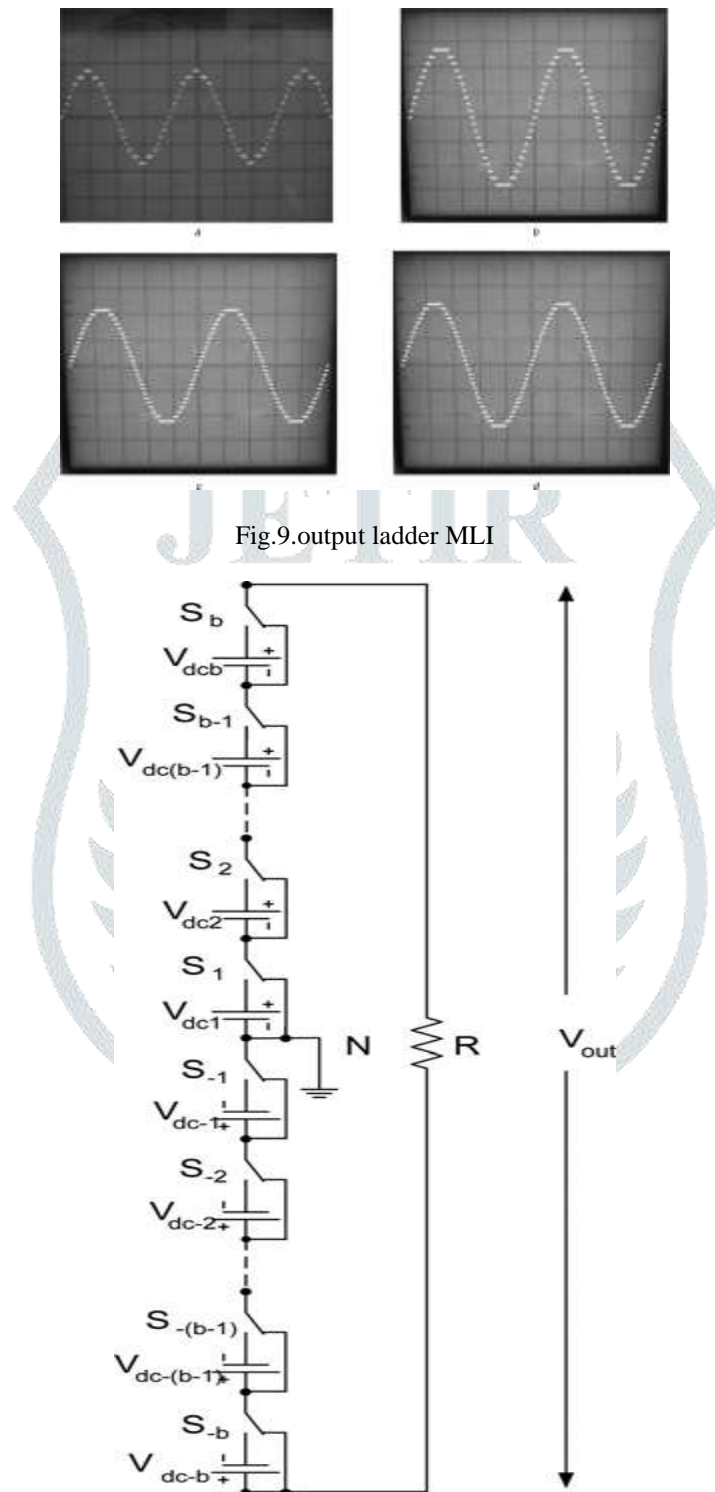 a
b
c
d
JETIR
Fig.9.output ladder MLI
S b
V dcb
+
S b-1
V dc(b-1)
+
S 2
V dc2
+
S 1
V dc1
+
N
R
V out
S -1
V dc-1
+
S -2
V dc-2
+
S -(b-1)
V dc-(b-1)
+
S -b
V dc-b
+